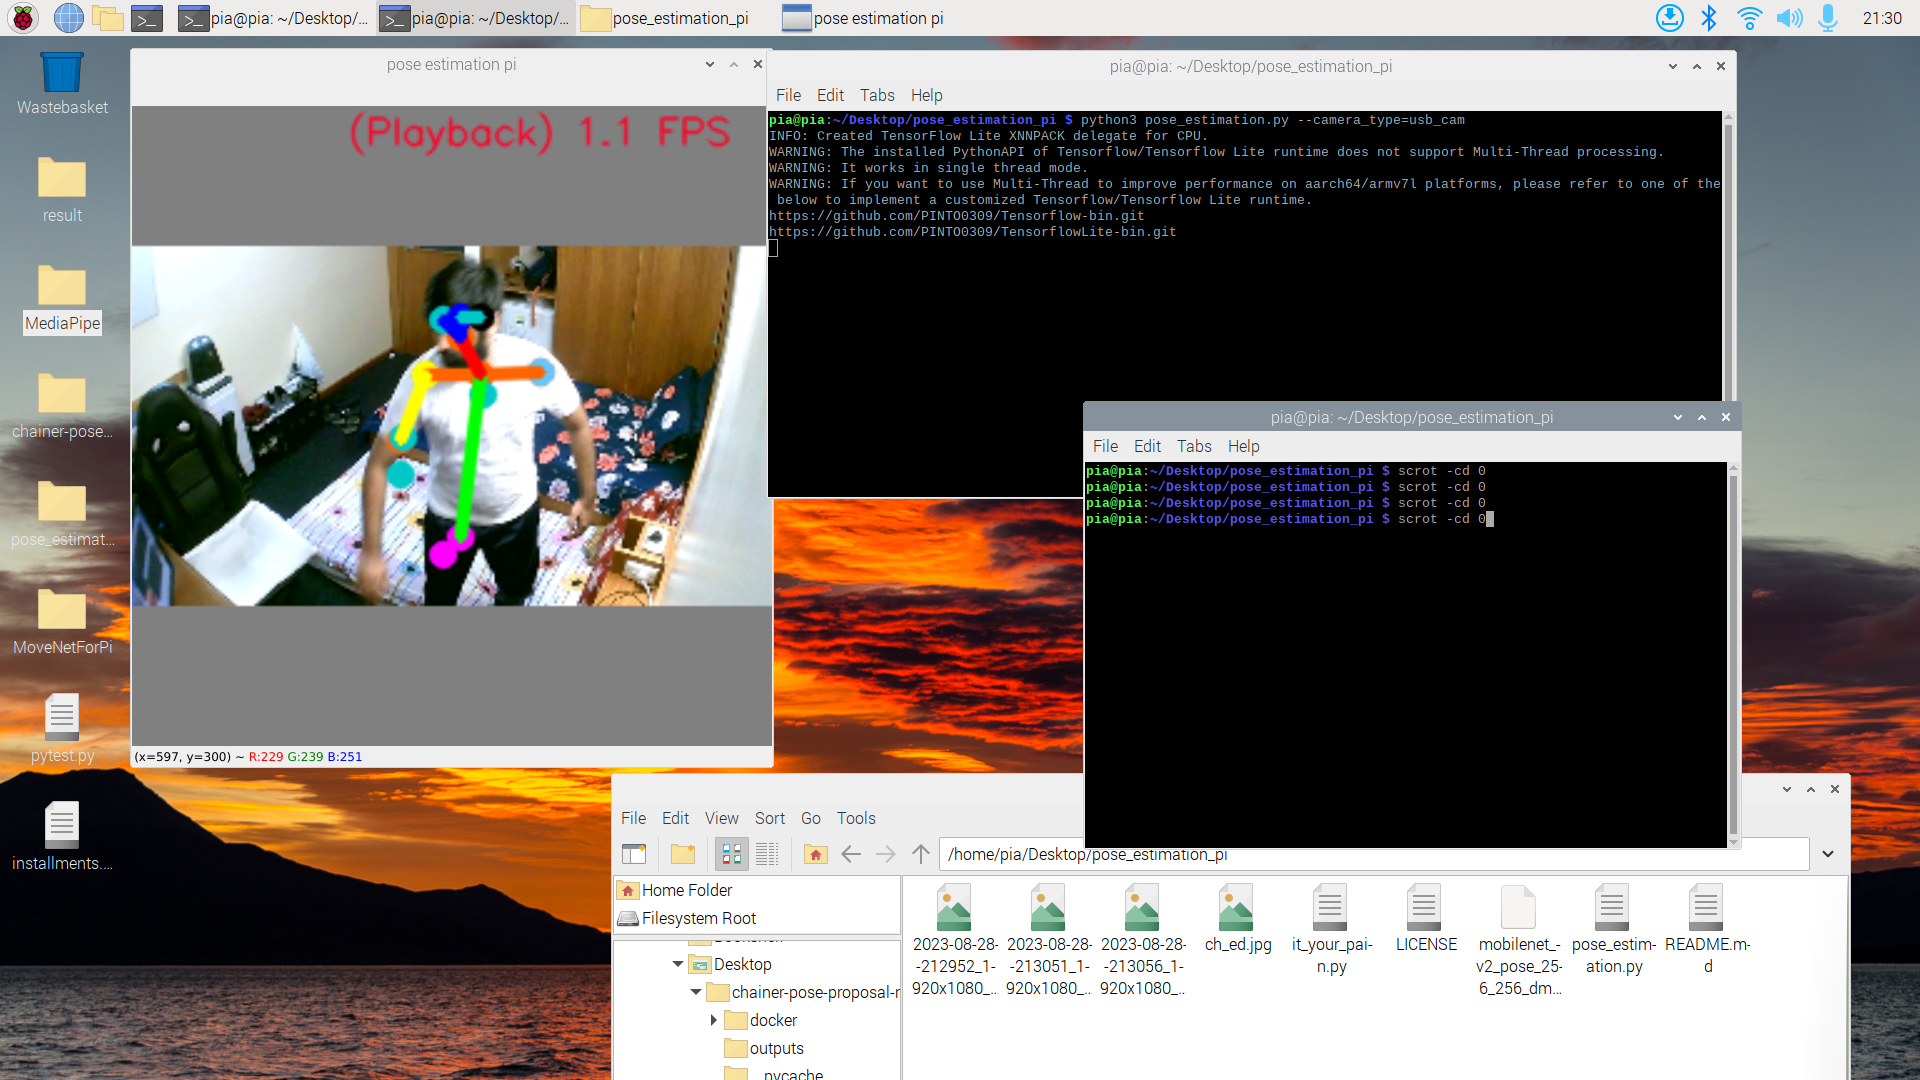 pia@pia: ~/Desktop/...
pia@pia: ~/Desktop/...
pose_estimation_pi
pose estimation pi
21:30
Wastebasket
result
MediaPipe
chainer-pose...
pose_estimat...
MoveNetForPi
pytest.py
installments....
pose estimation pi
(Playback) 1.1 FPS
(x=597, y=300) ~ R:229 G:239 B:251
pia@pia: ~/Desktop/pose_estimation_pi
File Edit Tabs Help
pia@pia:~/Desktop/pose_estimation_pi $ python3 pose_estimation.py --camera_type=usb_cam
INFO: Created TensorFlow Lite XNNPACK delegate for CPU.
WARNING: The installed PythonAPI of Tensorflow/Tensorflow Lite runtime does not support Multi-Thread processing.
WARNING: It works in single thread mode.
WARNING: If you want to use Multi-Thread to improve performance on aarch64/armv7l platforms, please refer to one of the
below to implement a customized Tensorflow/Tensorflow Lite runtime.
https://github.com/PINTO0309/Tensorflow-bin.git
https://github.com/PINTO0309/TensorflowLite-bin.git
pia@pia: ~/Desktop/pose_estimation_pi
File Edit Tabs Help
pia@pia:~/Desktop/pose_estimation_pi $ scrot -cd 0
pia@pia:~/Desktop/pose_estimation_pi $ scrot -cd 0
pia@pia:~/Desktop/pose_estimation_pi $ scrot -cd 0
pia@pia:~/Desktop/pose_estimation_pi $ scrot -cd 0
File Edit View Sort Go Tools
/home/pia/Desktop/pose_estimation_pi
Home Folder
Filesystem Root
Desktop
chainer-pose-proposal-r
docker
outputs
pycache
2023-08-28-
-212952_1-
920x1080_...
2023-08-28-
-213051_1-
920x1080_...
2023-08-28-
-213056_1-
920x1080_...
ch_ed.jpg
it_your_pai-
n.py
LICENSE
mobilenet_-
v2_pose_25-
6_256_dm...
pose_estim-
ation.py
README.m-
d